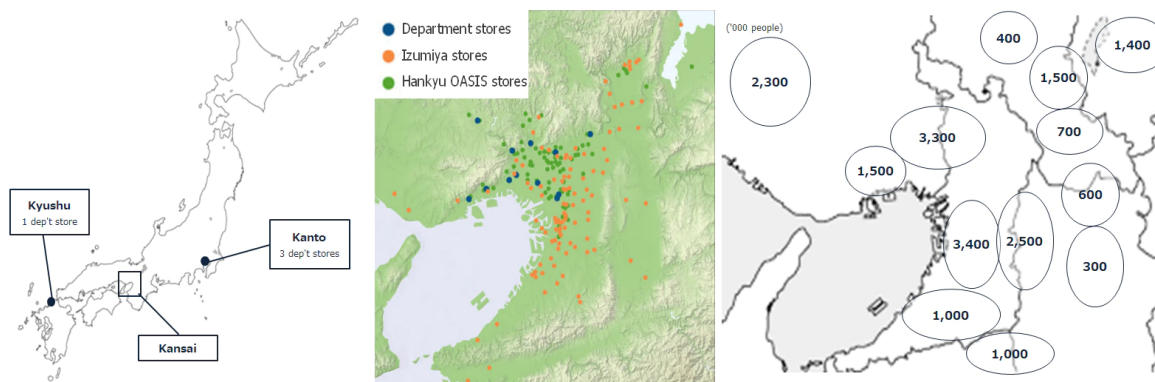 Kyushu
1 dep't store
Kanto
3 dep't stores
Kansai
Department stores
Izumiya stores
Hankyu OASIS stores
('000 people)
2,300
400
1,400
1,500
3,300
700
1,500
600
3,400
2,500
300
1,000
1,000